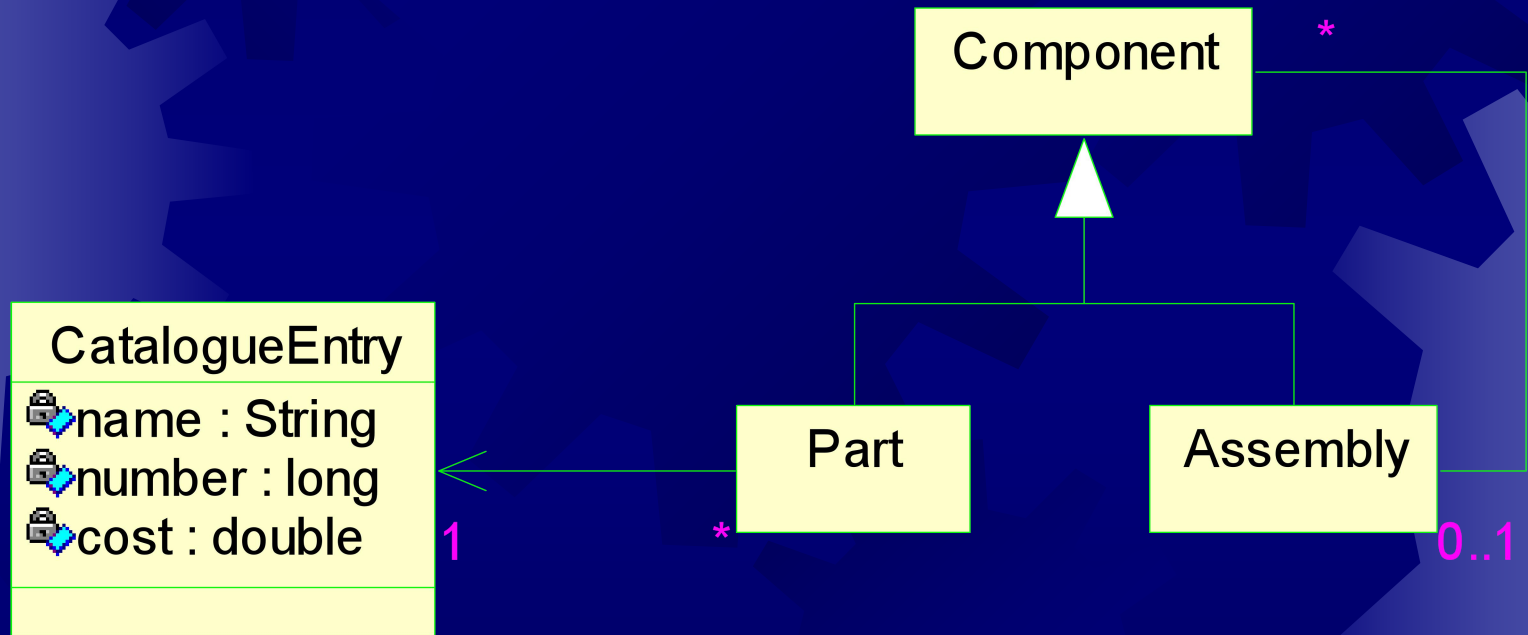 Component
*
CatalogueEntry
name : String
number : long
cost : double
1
*
Part
Assembly
0..1